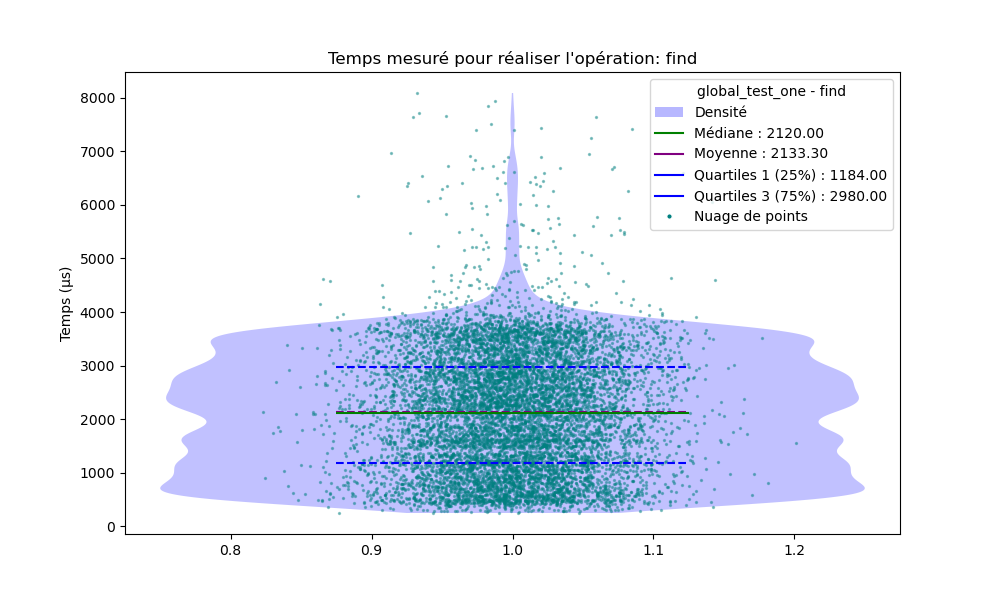 Temps mesuré pour réaliser l'opération: find
global_test_one - find
Densité
Médiane : 2120.00
Moyenne : 2133.30
Quartiles 1 (25%) : 1184.00
Quartiles 3 (75%) : 2980.00
Nuage de points
Temps (µs)
8000
7000
6000
5000
4000
3000
2000
1000
0
0.8 0.9 1.0 1.1 1.2